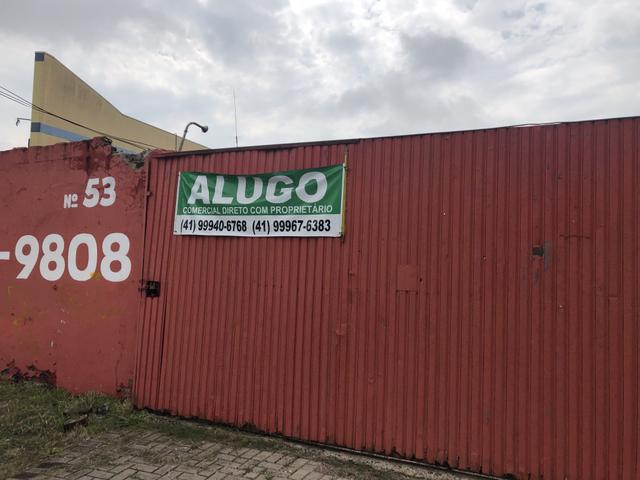 Nº 53
-9808
ALUGO
COMERCIAL DIRETO COM PROPRIETÁRIO
(41) 99940-6768 (41) 99967-6383